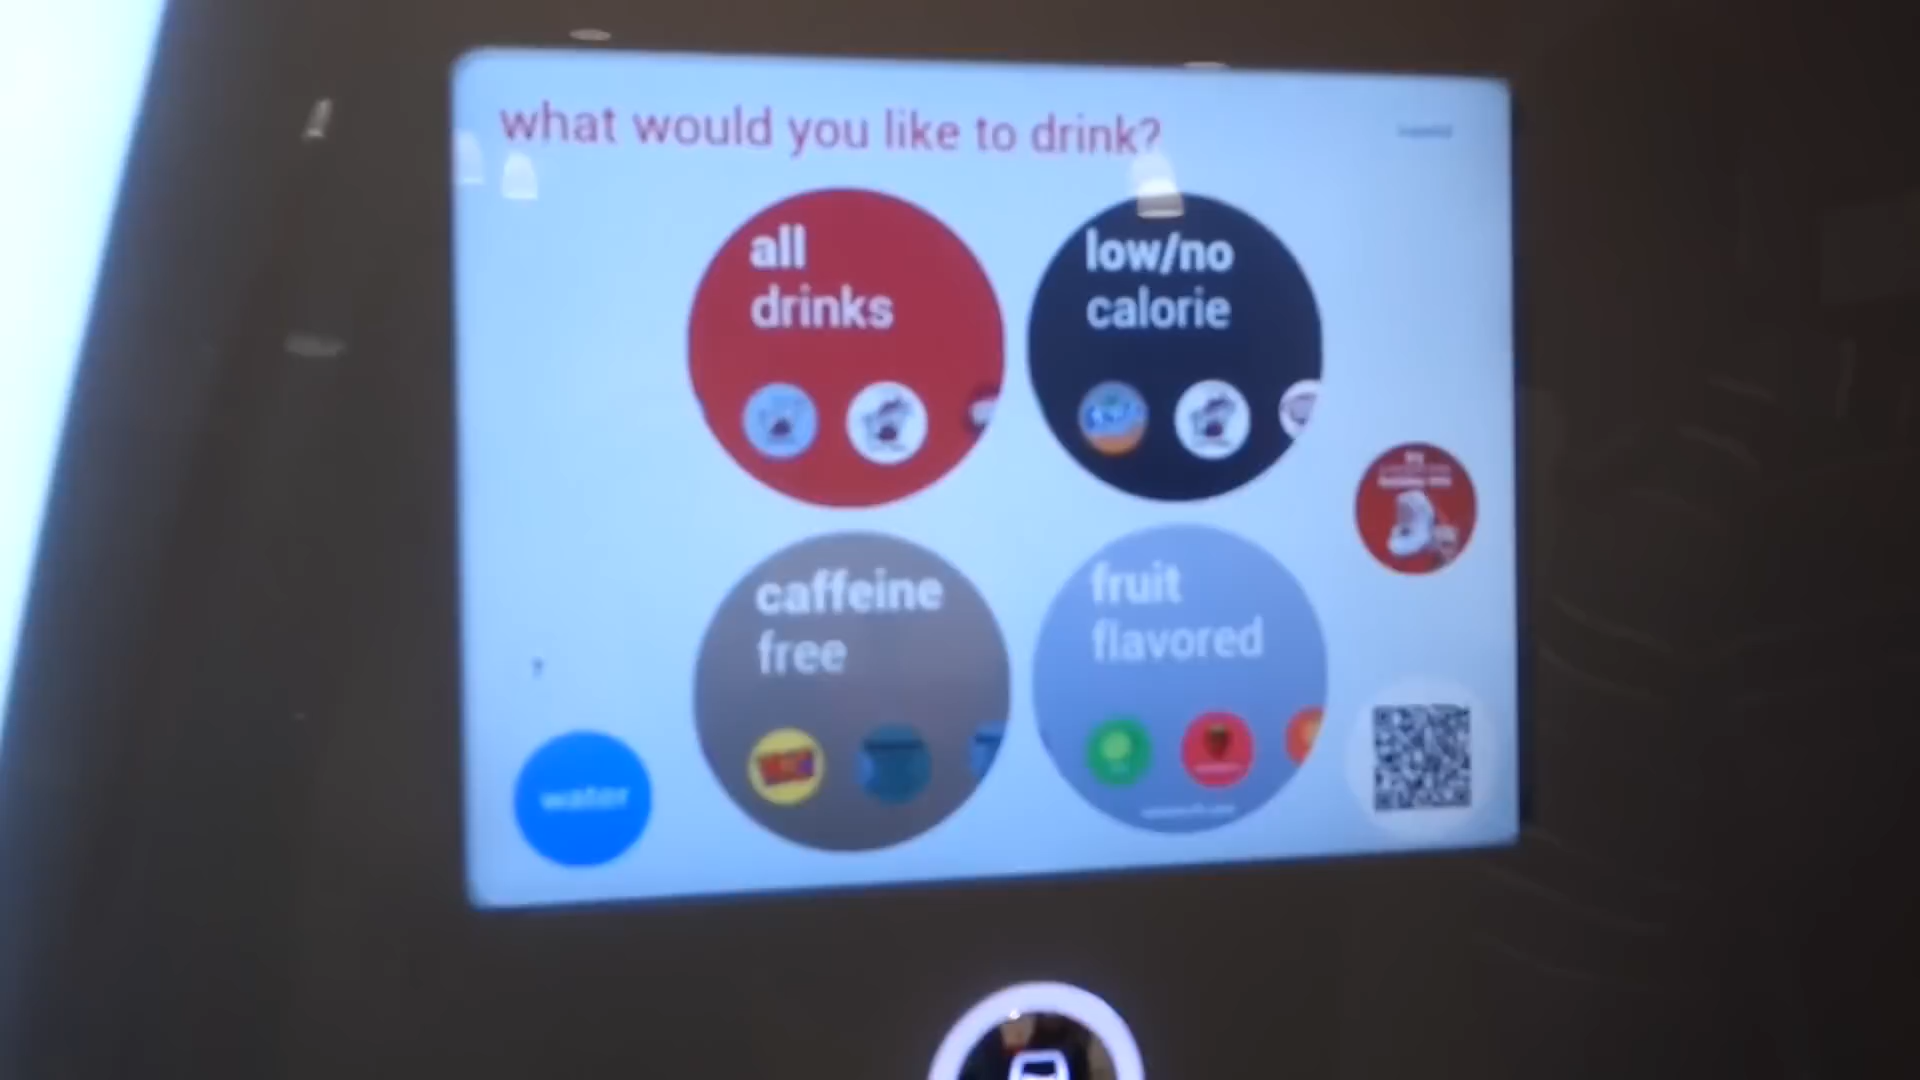 what would you like to drink?
all
drinks
low/no
calorie
caffeine
free
fruit
flavored
water